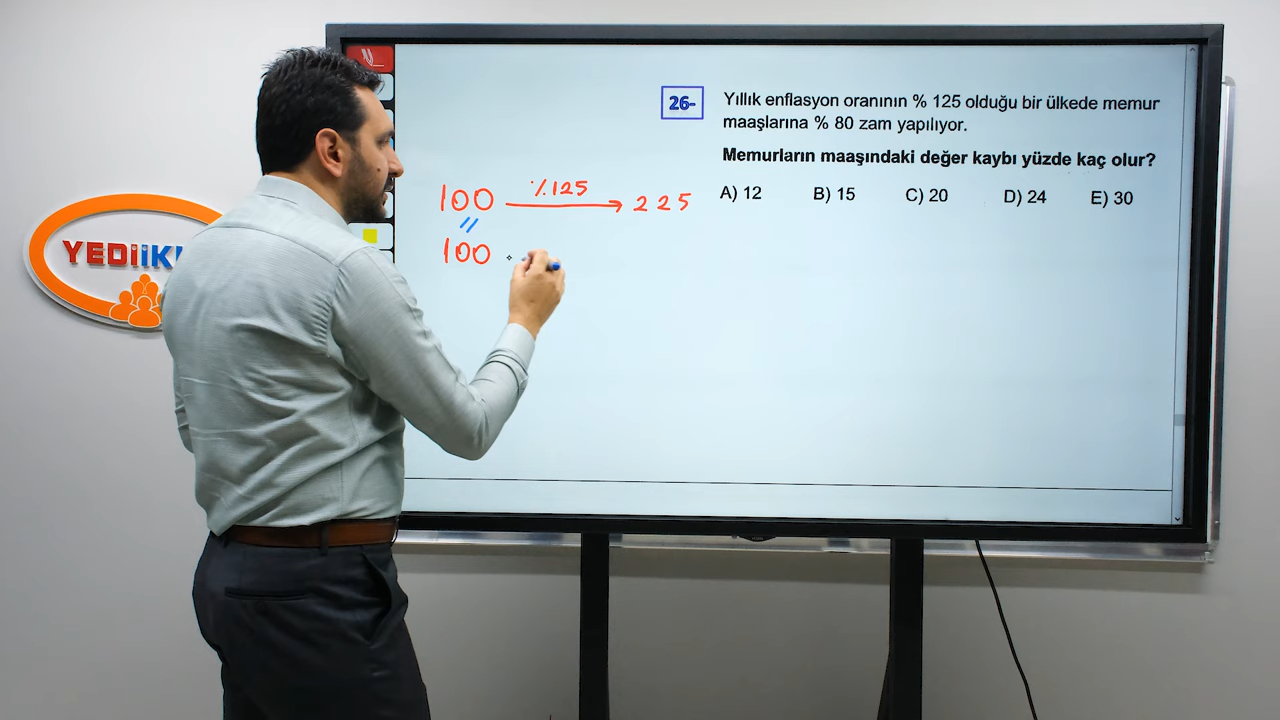 26- Yıllık enflasyon oranının % 125 olduğu bir ülkede memur
maaşlarına % 80 zam yapılıyor.
Memurların maaşındaki değer kaybı yüzde kaç olur?
A) 12 B) 15 C) 20 D) 24 E) 30
100 %125 225
100
YEDİİK